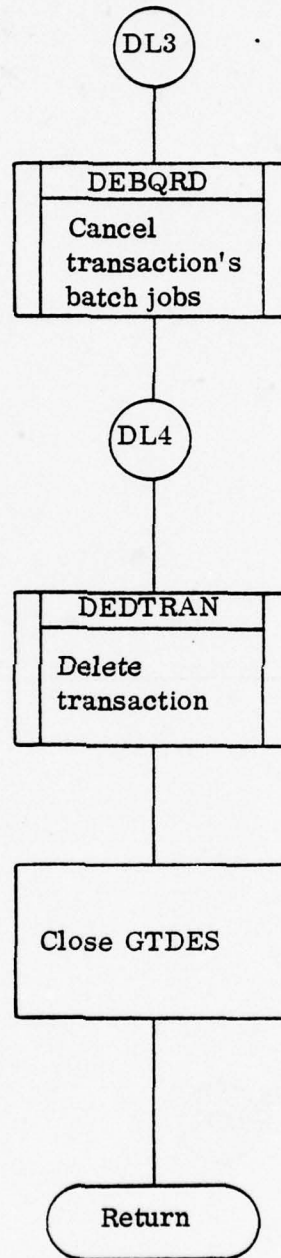 DL3
DEBQRD
Cancel
transaction's
batch jobs
DL4
DEDTRAN
Delete
transaction
Close GTDES
Return